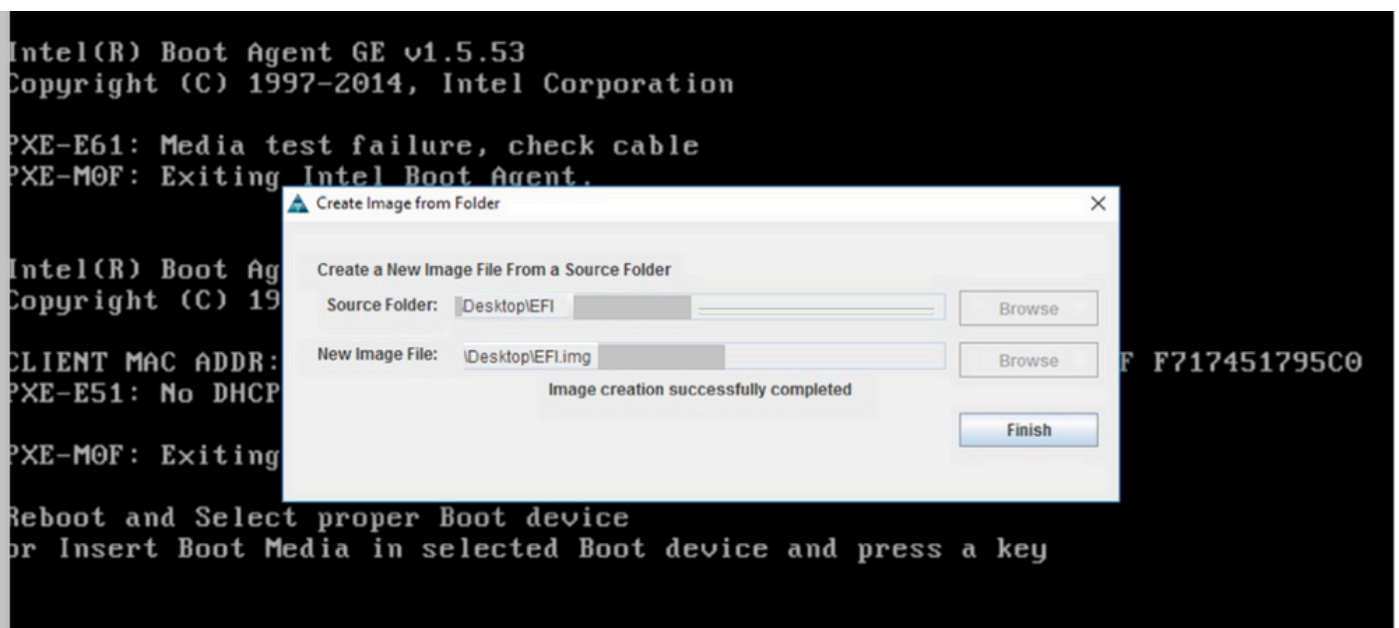 Intel(R) Boot Agent GE v1.5.53
Copyright (C) 1997-2014, Intel Corporation
PXE-E61: Media test failure, check cable
PXE-M0F: Exiting Intel Boot Agent.
Create Image from Folder
Intel(R) Boot Ag
Copyright (C) 19
Create a New Image File From a Source Folder
Source Folder: Desktop\EFI Browse
New Image File: \Desktop\EFI.img Browse
Image creation successfully completed
Finish
CLIENT MAC ADDR: F F717451795C0
PXE-E51: No DHCP
PXE-M0F: Exiting
Reboot and Select proper Boot device
or Insert Boot Media in selected Boot device and press a key